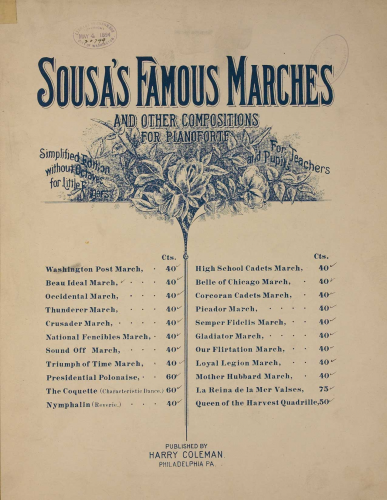 SOUSA'S FAMOUS MARCHES
AND OTHER COMPOSITIONS
FOR PIANOFORTE
Simplified Edition
without Octaves
for Little Fingers
For Teachers
and Pupils
Cts.
Washington Post March, 40
Beau Ideal March, 40
Occidental March, 40
Thunderer March, 40
Crusader March, 40
National Fencibles March, 40
Sound Off March, 40
Triumph of Time March, 40
Presidential Polonaise, 60
The Coquette (Characteristic Dance,) 60
Nymphalin (Reverie,) 40
Cts.
High School Cadets March, 40
Belle of Chicago March, 40
Corcoran Cadets March, 40
Picador March, 40
Semper Fidelis March, 40
Gladiator March, 40
Our Flirtation March, 40
Loyal Legion March, 40
Mother Hubbard March, 40
La Reina de la Mer Valses, 75
Queen of the Harvest Quadrille, 50
PUBLISHED BY
HARRY COLEMAN.
PHILADELPHIA PA.